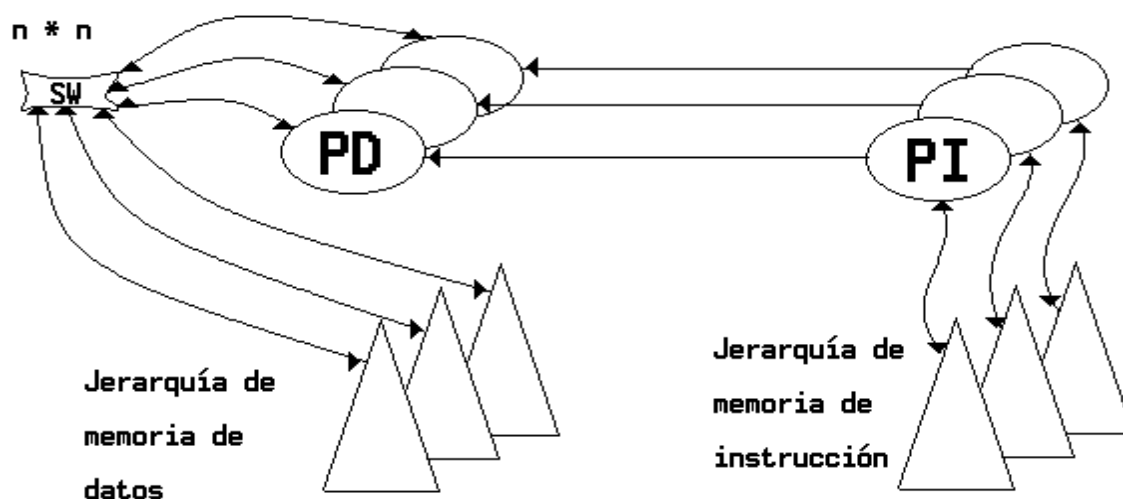 n * n
SW
PD
PI
Jerarquía de
memoria de
datos
Jerarquía de
memoria de
instrucción